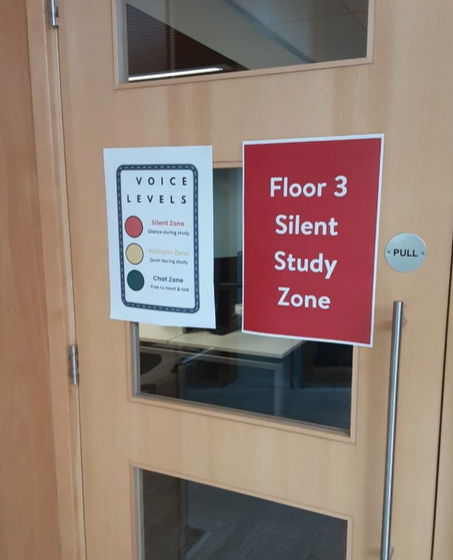 VOICE
LEVELS
Silent Zone
Silence during study
Whisper Zone
Quiet during study
Chat Zone
Free to meet & talk
Floor 3
Silent
Study
Zone
PULL